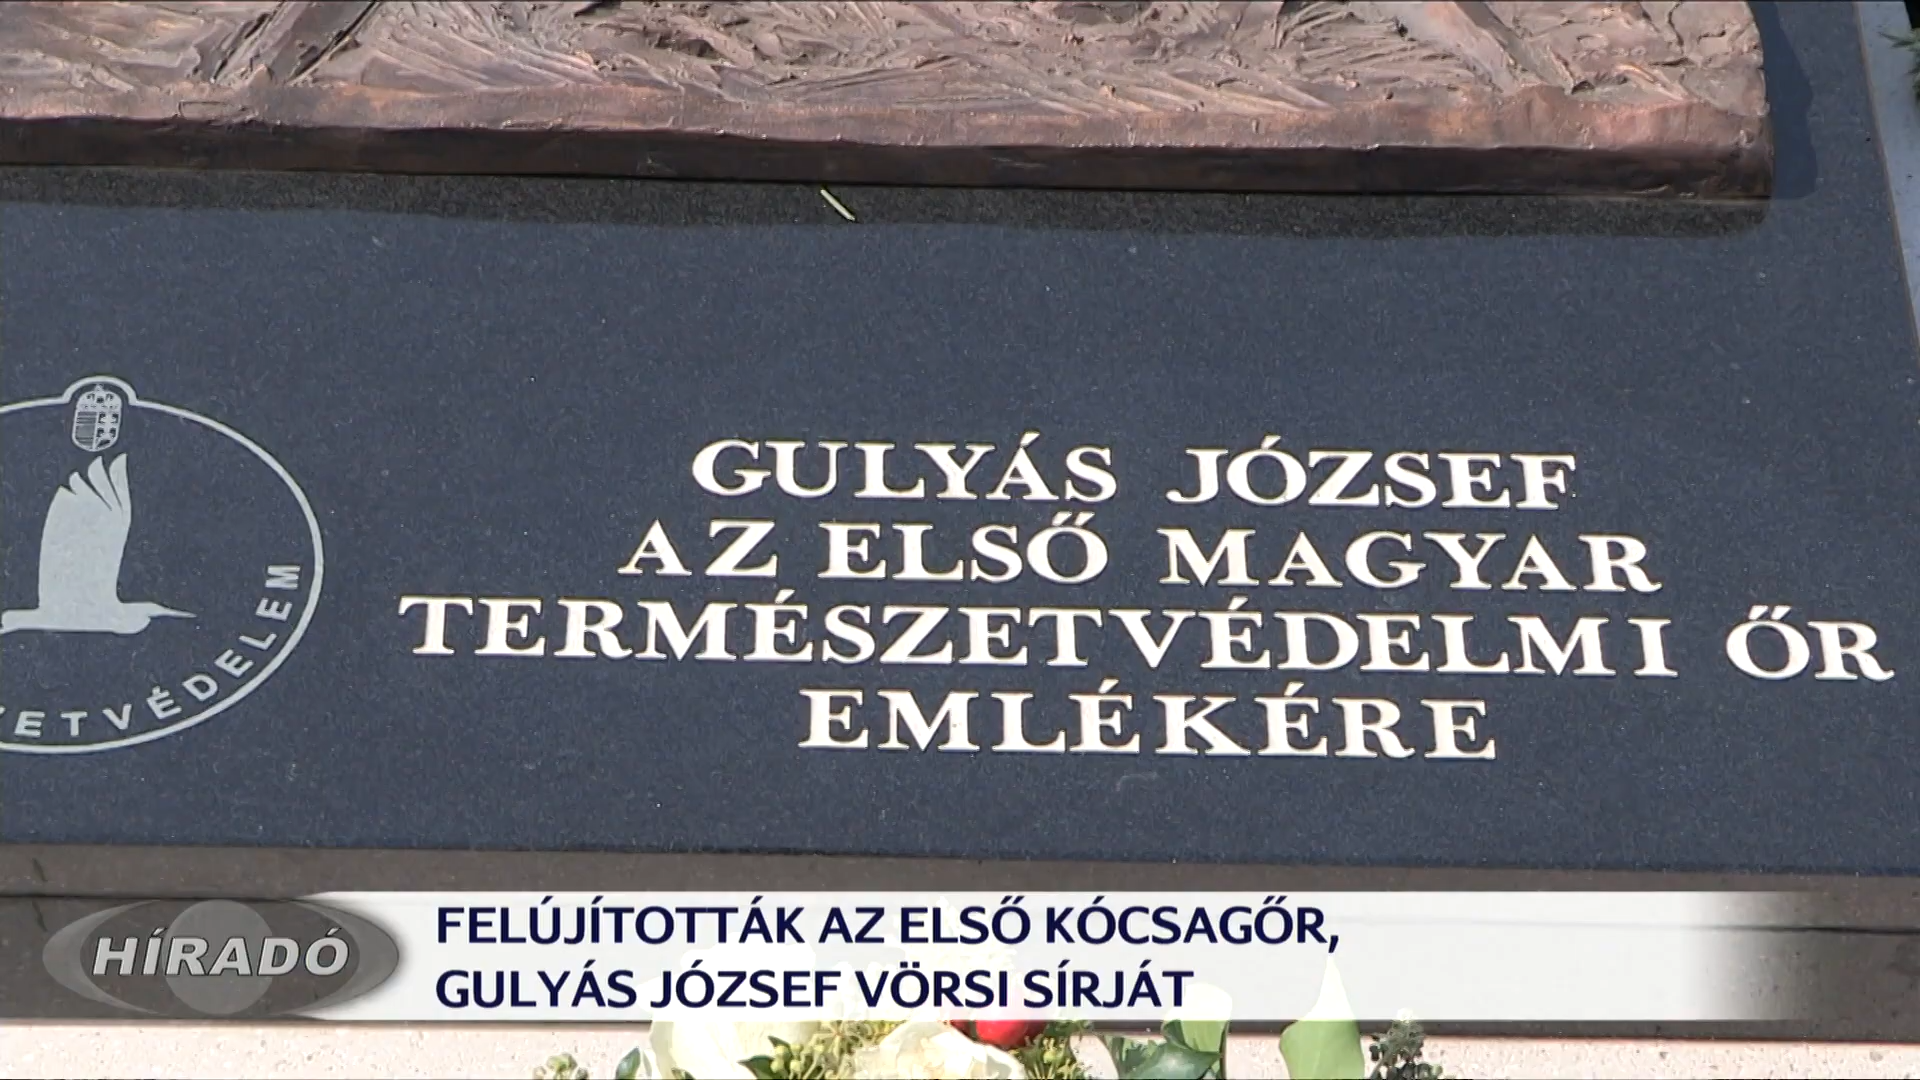 GULYÁS JÓZSEF
AZ ELSŐ MAGYAR
TERMÉSZETVÉDELMI ŐR
EMLÉKÉRE
ETVÉDELEM
HÍRADÓ
FELÚJÍTOTTÁK AZ ELSŐ KÓCSAGŐR,
GULYÁS JÓZSEF VÖRSI SÍRJÁT